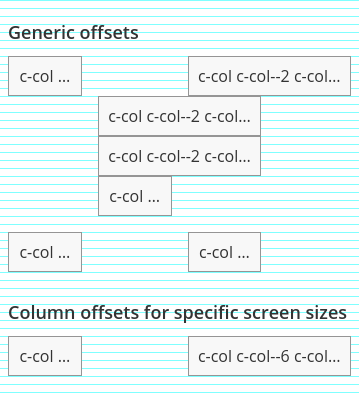 Generic offsets
c-col ... c-col c-col--2 c-col...
c-col c-col--2 c-col...
c-col c-col--2 c-col...
c-col ...
c-col ... c-col ...
Column offsets for specific screen sizes
c-col ... c-col c-col--6 c-col...